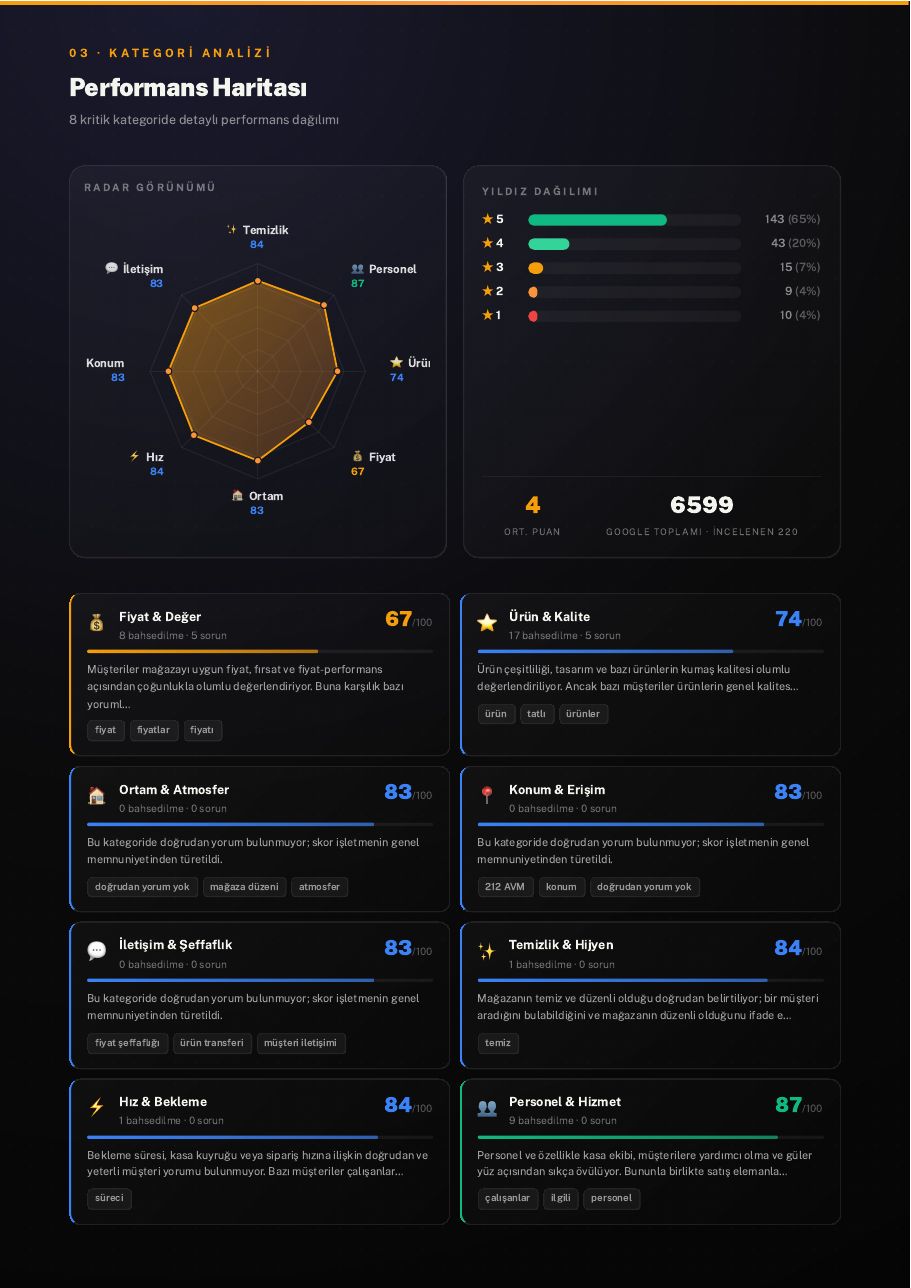 03 · KATEGORİ ANALİZİ
Performans Haritası
8 kritik kategoride detaylı performans dağılımı
RADAR GÖRÜNÜMÜ
✨ Temizlik
84
💬 İletişim
83
👥 Personel
87
Konum
83
⭐ Ürü
74
⚡ Hız
84
💰 Fiyat
67
🏠 Ortam
83
YILDIZ DAĞILIMI
★ 5 143 (65%)
★ 4 43 (20%)
★ 3 15 (7%)
★ 2 9 (4%)
★ 1 10 (4%)
4
ORT. PUAN
6599
GOOGLE TOPLAMI · İNCELENEN 220
Fiyat & Değer
67/100
8 bahsedilme · 5 sorun
Müşteriler mağazayı uygun fiyat, fırsat ve fiyat-performans
açısından çoğunlukla olumlu değerlendiriyor. Buna karşılık bazı
yoruml...
fiyat fiyatlar fiyatı
Ürün & Kalite
74/100
17 bahsedilme · 5 sorun
Ürün çeşitliliği, tasarım ve bazı ürünlerin kumaş kalitesi olumlu
değerlendiriliyor. Ancak bazı müşteriler ürünlerin genel kalites...
ürün tatlı ürünler
Ortam & Atmosfer
83/100
0 bahsedilme · 0 sorun
Bu kategoride doğrudan yorum bulunmuyor; skor işletmenin genel
memnuniyetinden türetildi.
doğrudan yorum yok mağaza düzeni atmosfer
Konum & Erişim
83/100
0 bahsedilme · 0 sorun
Bu kategoride doğrudan yorum bulunmuyor; skor işletmenin genel
memnuniyetinden türetildi.
212 AVM konum doğrudan yorum yok
İletişim & Şeffaflık
83/100
0 bahsedilme · 0 sorun
Bu kategoride doğrudan yorum bulunmuyor; skor işletmenin genel
memnuniyetinden türetildi.
fiyat şeffaflığı ürün transferi müşteri iletişimi
Temizlik & Hijyen
84/100
1 bahsedilme · 0 sorun
Mağazanın temiz ve düzenli olduğu doğrudan belirtiliyor; bir müşteri
aradığını bulabildiğini ve mağazanın düzenli olduğunu ifade e...
temiz
Hız & Bekleme
84/100
1 bahsedilme · 0 sorun
Bekleme süresi, kasa kuyruğu veya sipariş hızına ilişkin doğrudan ve
yeterli müşteri yorumu bulunmuyor. Bazı müşteriler çalışanlar...
süreci
Personel & Hizmet
87/100
9 bahsedilme · 0 sorun
Personel ve özellikle kasa ekibi, müşterilere yardımcı olma ve güler
yüz açısından sıkça övülüyor. Bununla birlikte satış elemanla...
çalışanlar ilgili personel